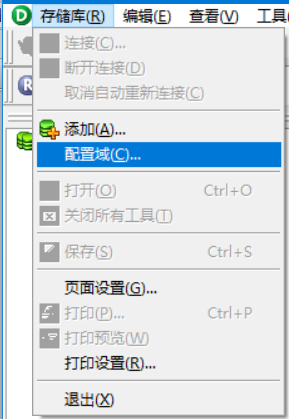 D 存储库(R) 编辑(E) 查看(V) 工具
连接(C)...
断开连接(D)
取消自动重新连接(C)
R
添加(A)...
配置域(C)...
打开(O) Ctrl+O
关闭所有工具(T)
保存(S) Ctrl+S
页面设置(G)...
打印(P)... Ctrl+P
打印预览(W)
打印设置(R)...
退出(X)